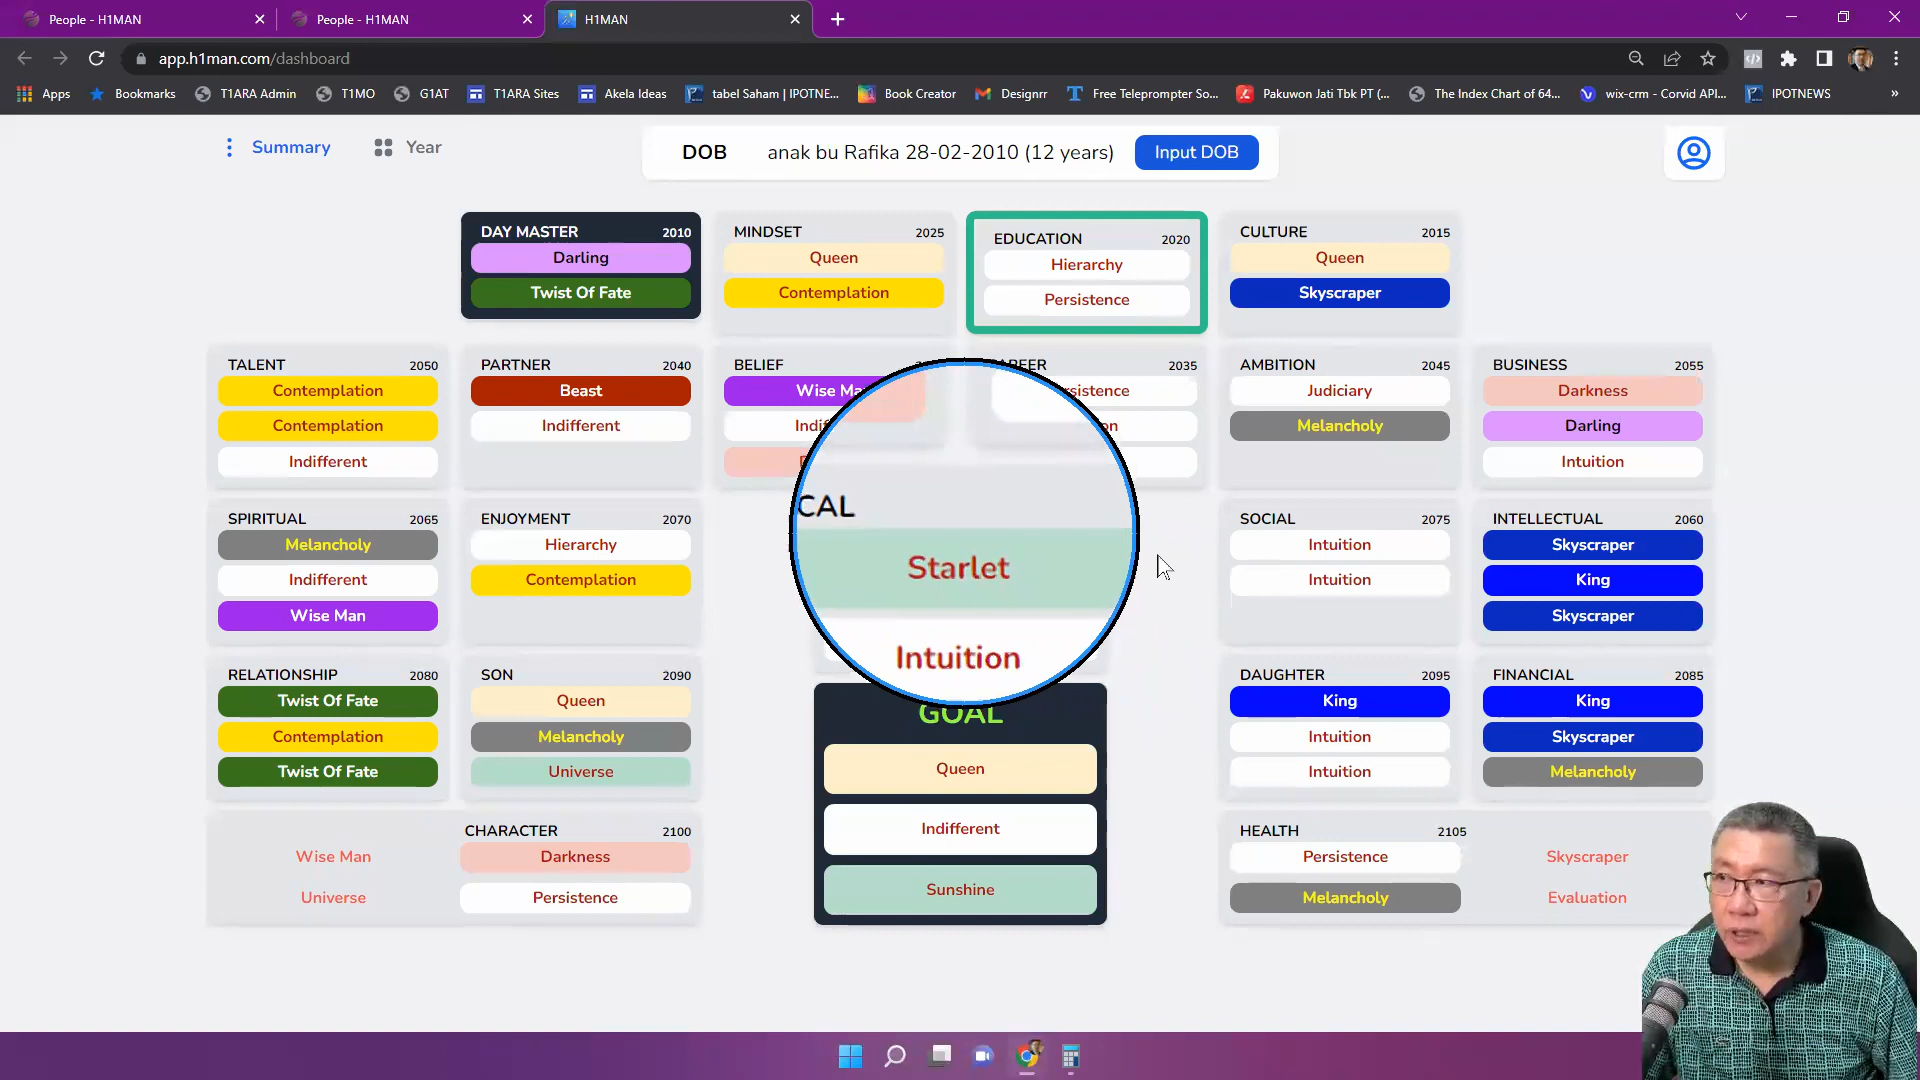 People - H1MAN
People - H1MAN
H1MAN
app.h1man.com/dashboard
Apps
Bookmarks
T1ARA Admin
T1MO
G1AT
T1ARA Sites
Akela Ideas
tabel Saham | IPOTNE...
Book Creator
Designrr
Free Teleprompter So...
Pakuwon Jati Tbk PT (...
The Index Chart of 64...
wix-crm - Corvid API...
IPOTNEWS
»
Summary
Year
DOB
anak bu Rafika 28-02-2010 (12 years)
Input DOB
DAY MASTER 2010
Darling
Twist Of Fate
MINDSET 2025
Queen
Contemplation
EDUCATION 2020
Hierarchy
Persistence
CULTURE 2015
Queen
Skyscraper
TALENT 2050
Contemplation
Contemplation
Indifferent
PARTNER 2040
Beast
Indifferent
BELIEF
Wise Ma
Indi
2035
AMBITION 2045
Judiciary
Melancholy
BUSINESS 2055
Darkness
Darling
Intuition
SPIRITUAL 2065
Melancholy
Indifferent
Wise Man
ENJOYMENT 2070
Hierarchy
Contemplation
CAL
Starlet
Intuition
SOCIAL 2075
Intuition
Intuition
INTELLECTUAL 2060
Skyscraper
King
Skyscraper
RELATIONSHIP 2080
Twist Of Fate
Contemplation
Twist Of Fate
SON 2090
Queen
Melancholy
Universe
GOAL
Queen
Indifferent
Sunshine
DAUGHTER 2095
King
Intuition
Intuition
FINANCIAL 2085
King
Skyscraper
Melancholy
Wise Man
Universe
CHARACTER 2100
Darkness
Persistence
HEALTH 2105
Persistence
Melancholy
Skyscraper
Evaluation